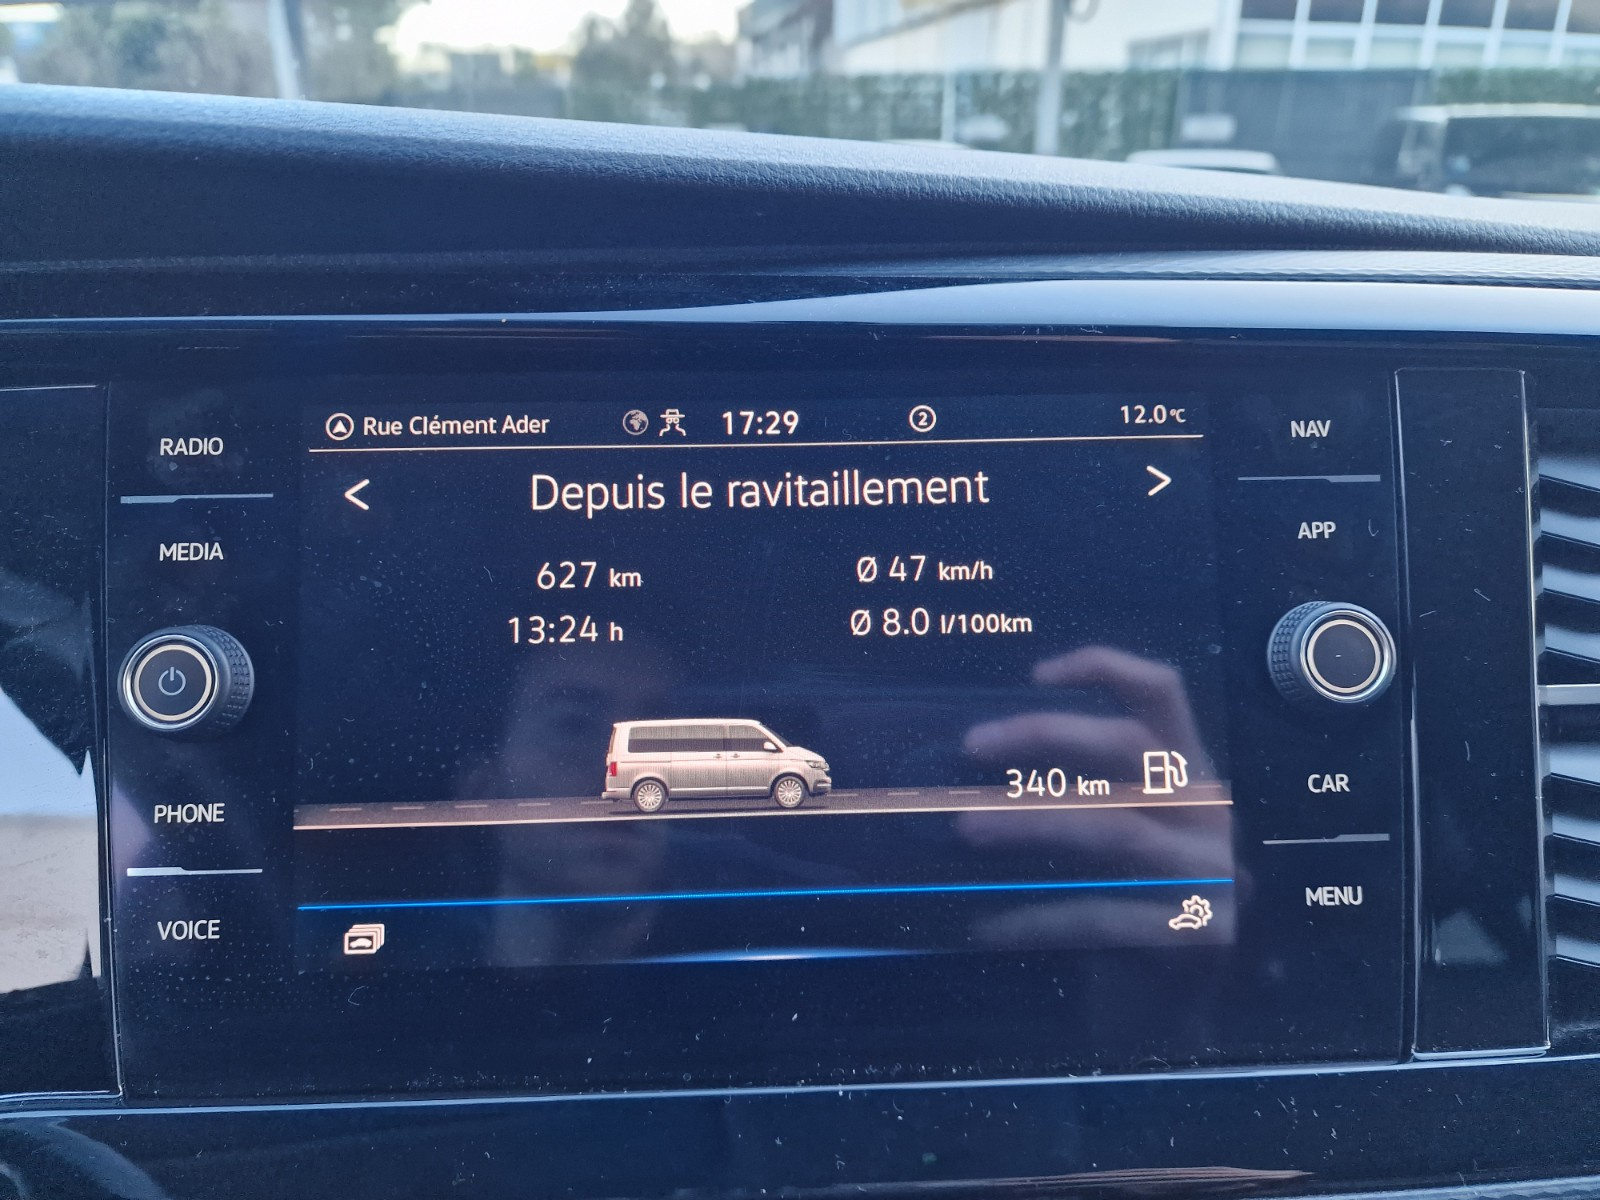 Rue Clément Ader 17:29 2 12.0°C
< Depuis le ravitaillement >
627 km Ø 47 km/h
13:24 h Ø 8.0 l/100km
340 km
RADIO
MEDIA
PHONE
VOICE
NAV
APP
CAR
MENU